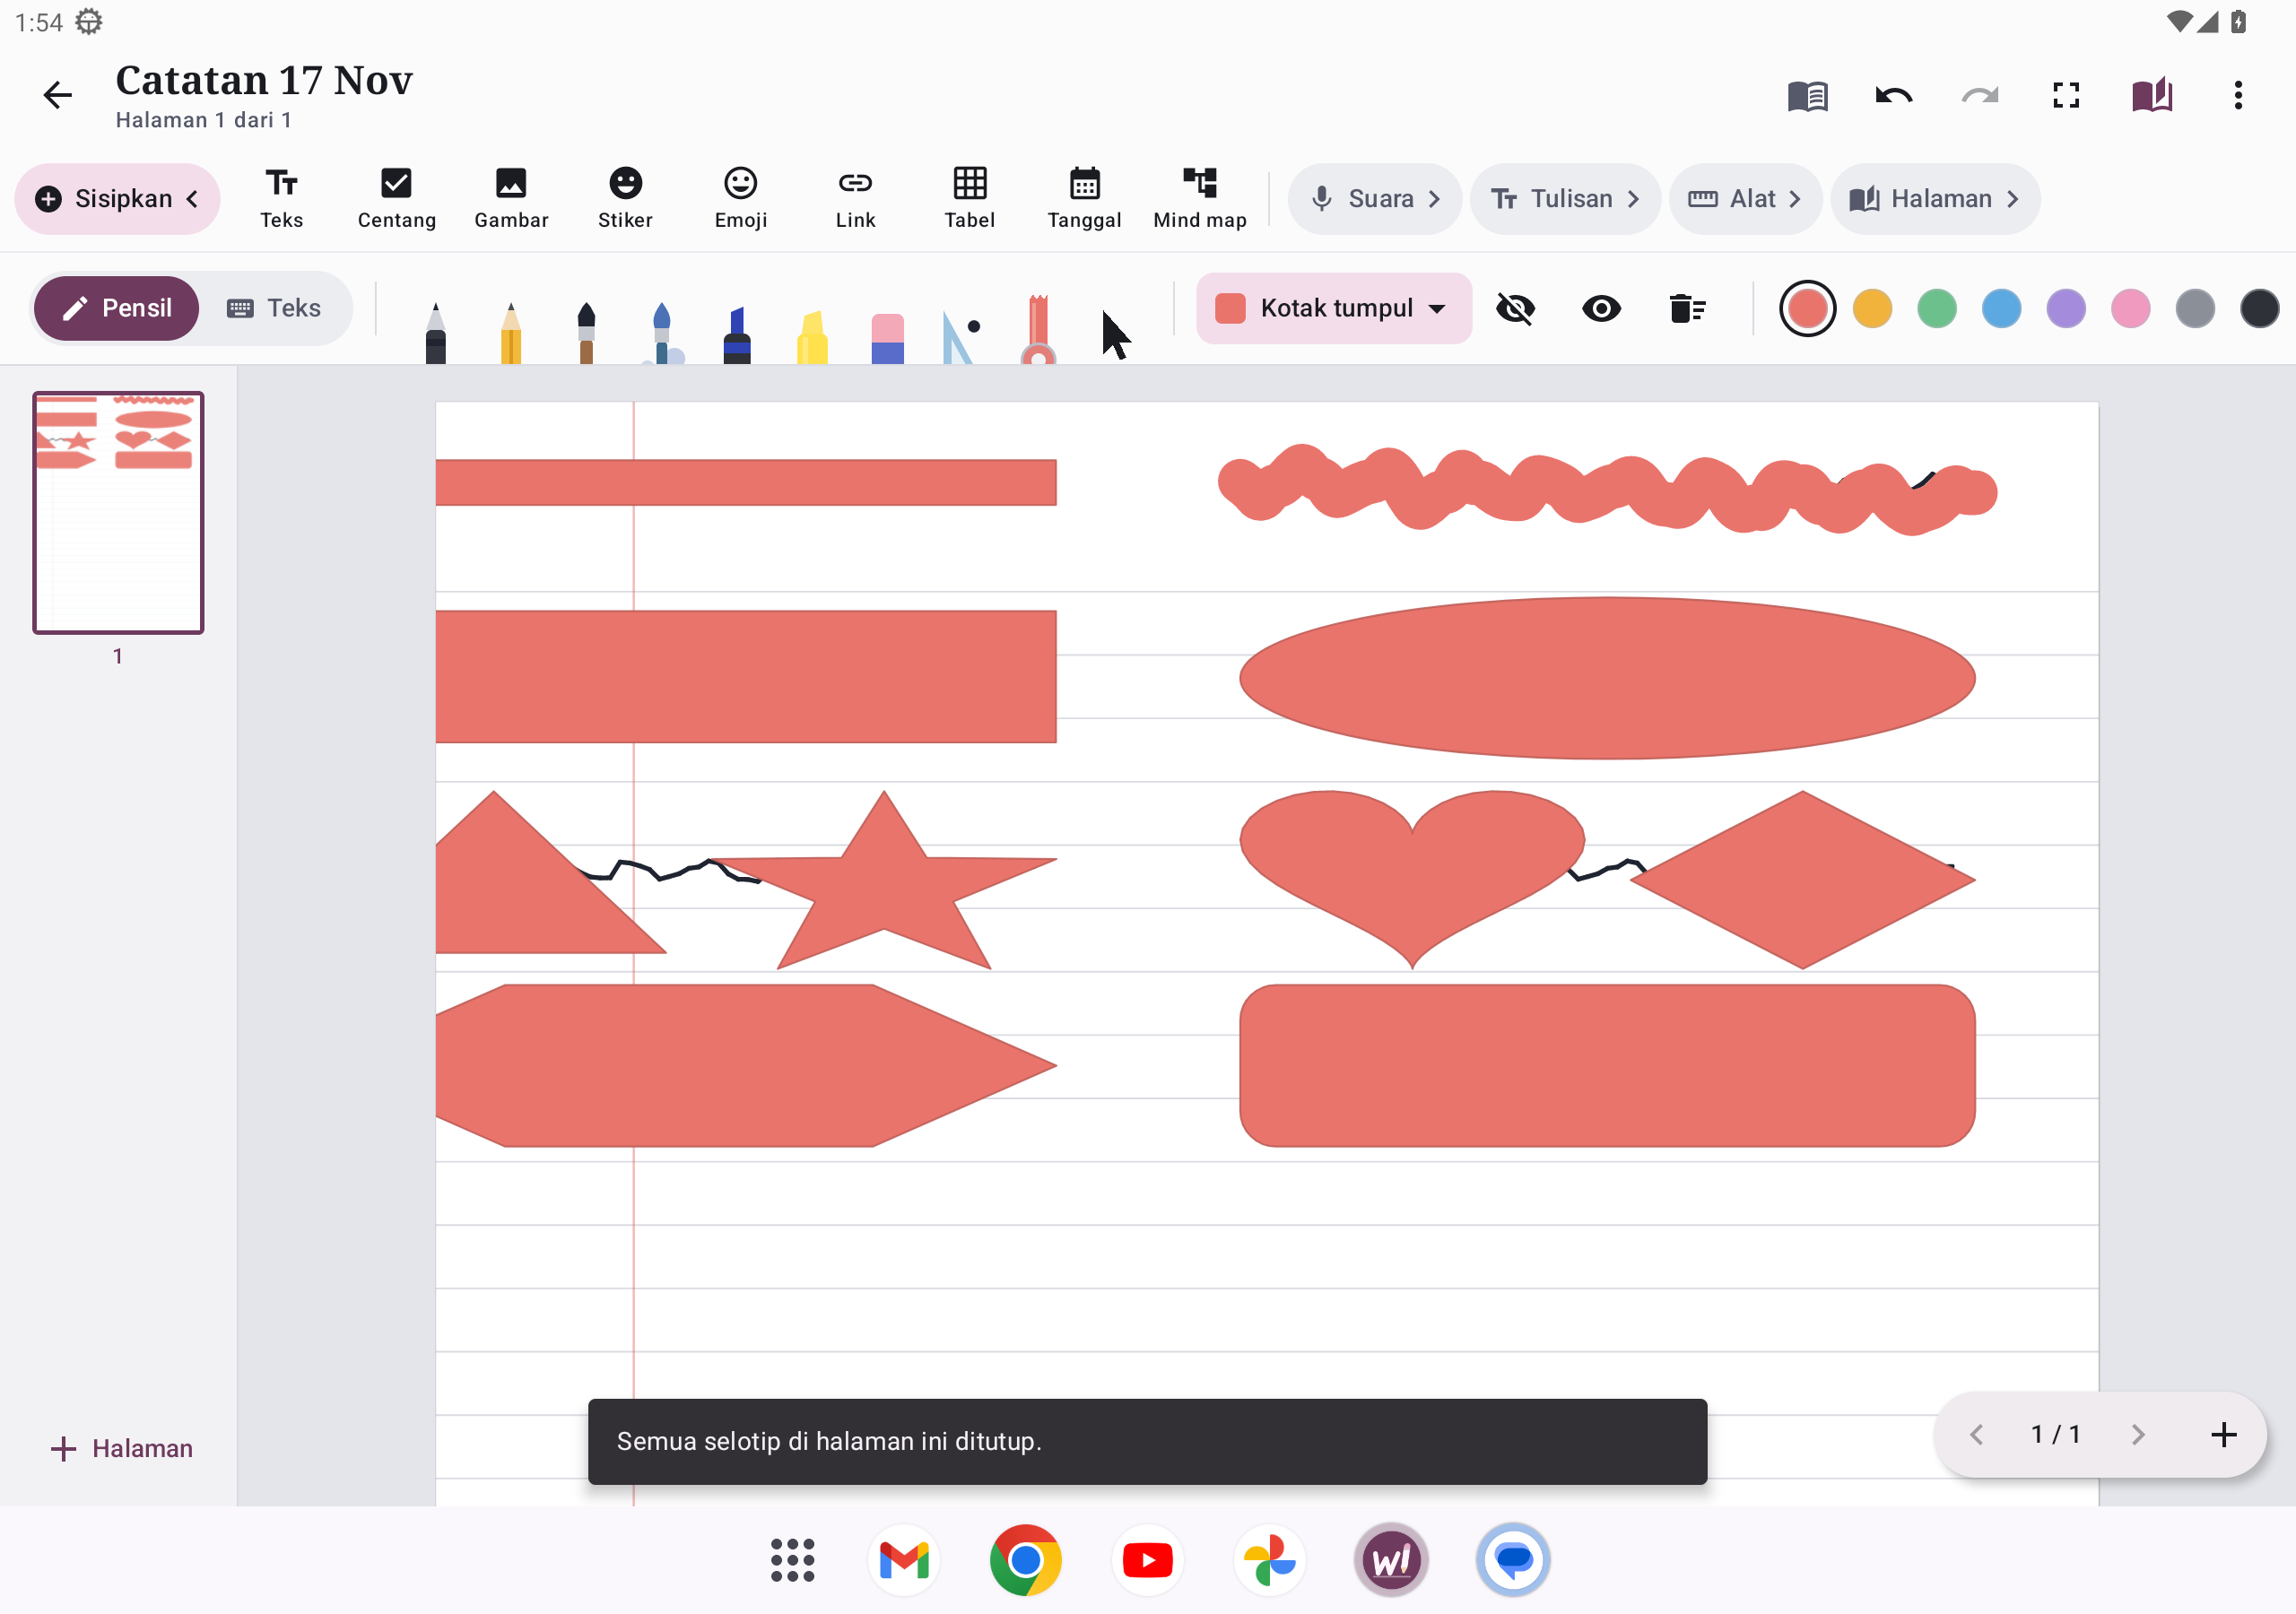 1:54
Catatan 17 Nov
Halaman 1 dari 1
Sisipkan
Teks
Centang
Gambar
Stiker
Emoji
Link
Tabel
Tanggal
Mind map
Suara
Tulisan
Alat
Halaman
Pensil
Teks
Kotak tumpul
1
Halaman
Semua selotip di halaman ini ditutup.
1 / 1